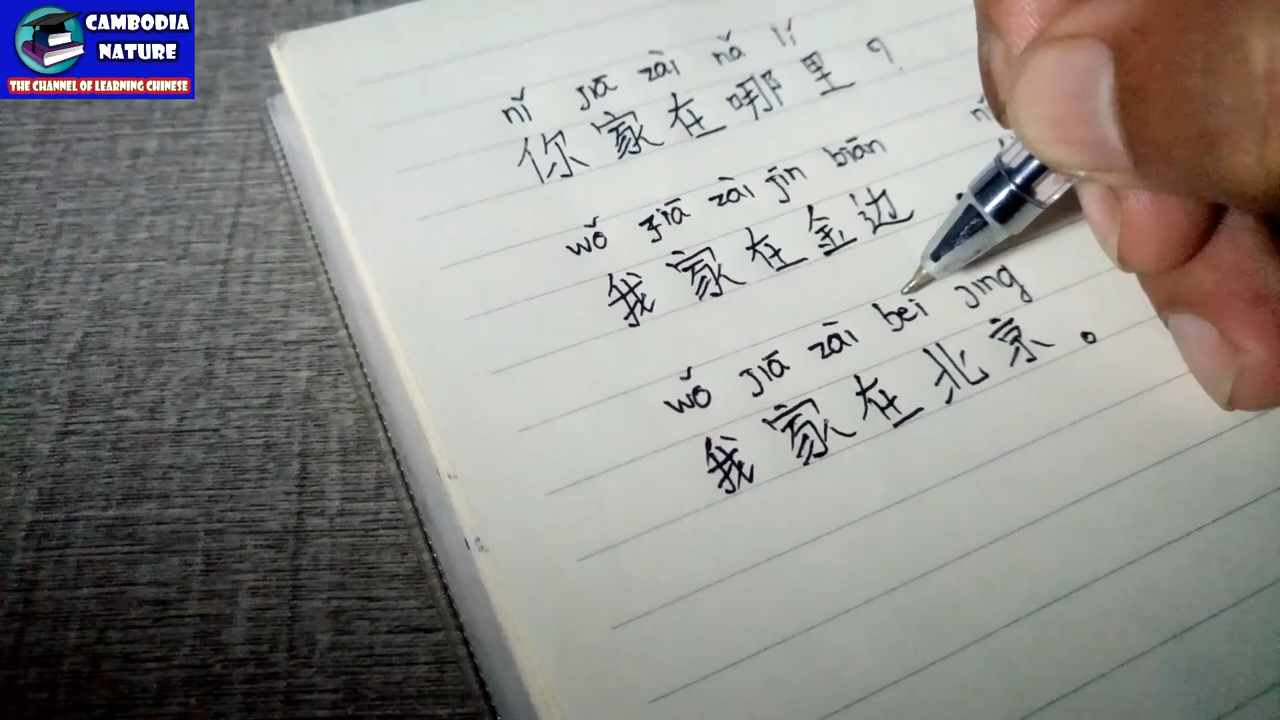 CAMBODIA
NATURE
THE CHANNEL OF LEARNING CHINESE
nǐ jiā zài nǎ lí
你家在哪里？
wǒ jiā zài jīn biān
我家在金边
wǒ jiā zài bei jing
我家在北京。